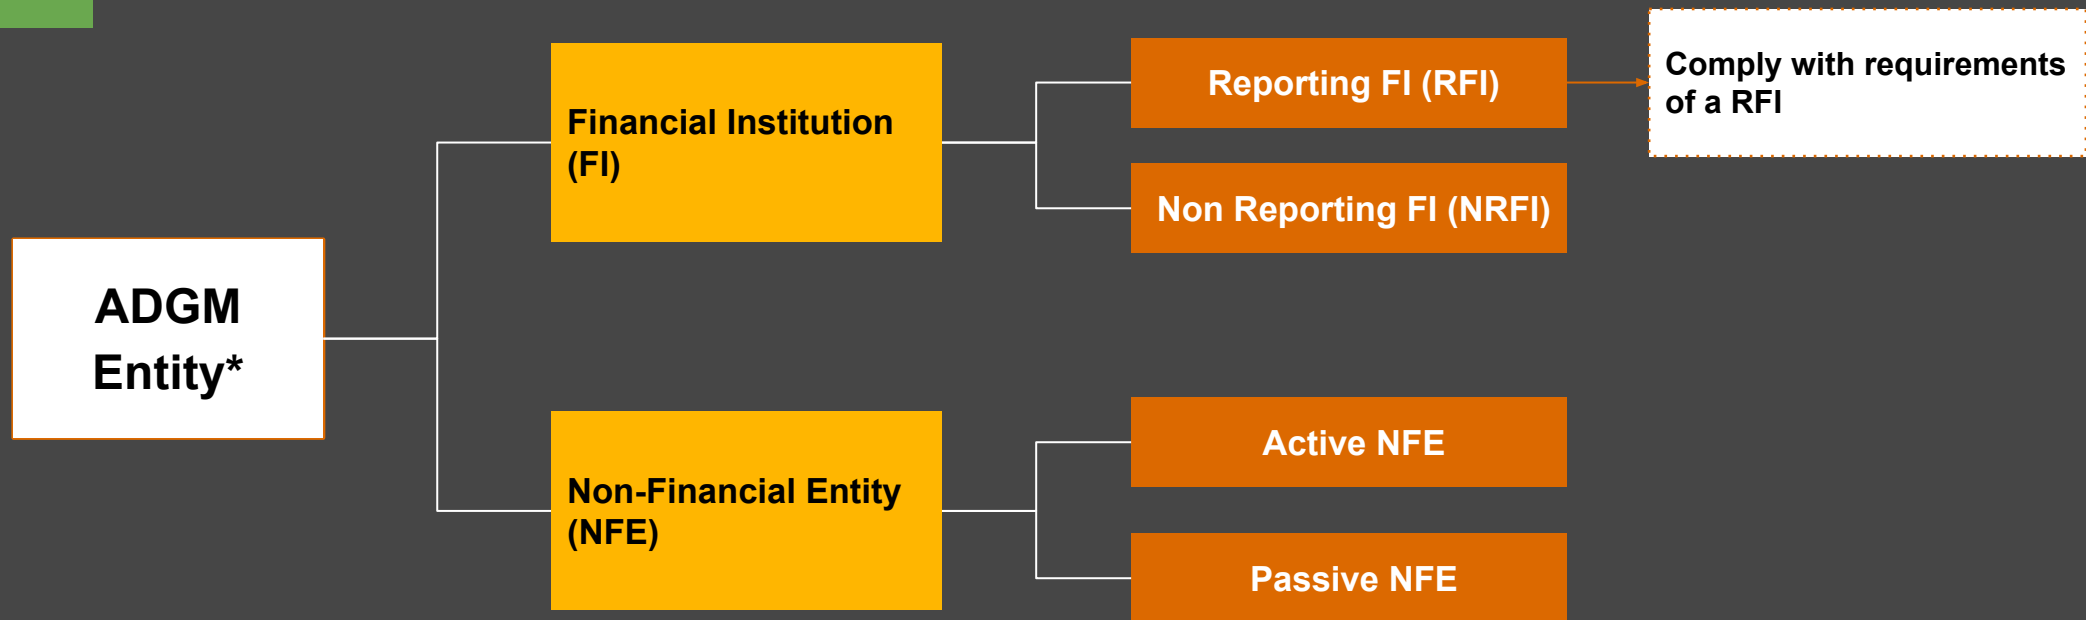 ADGM
Entity*
Financial Institution
(FI)
Non-Financial Entity
(NFE)
Reporting FI (RFI)
Non Reporting FI (NRFI)
Active NFE
Passive NFE
Comply with requirements
of a RFI